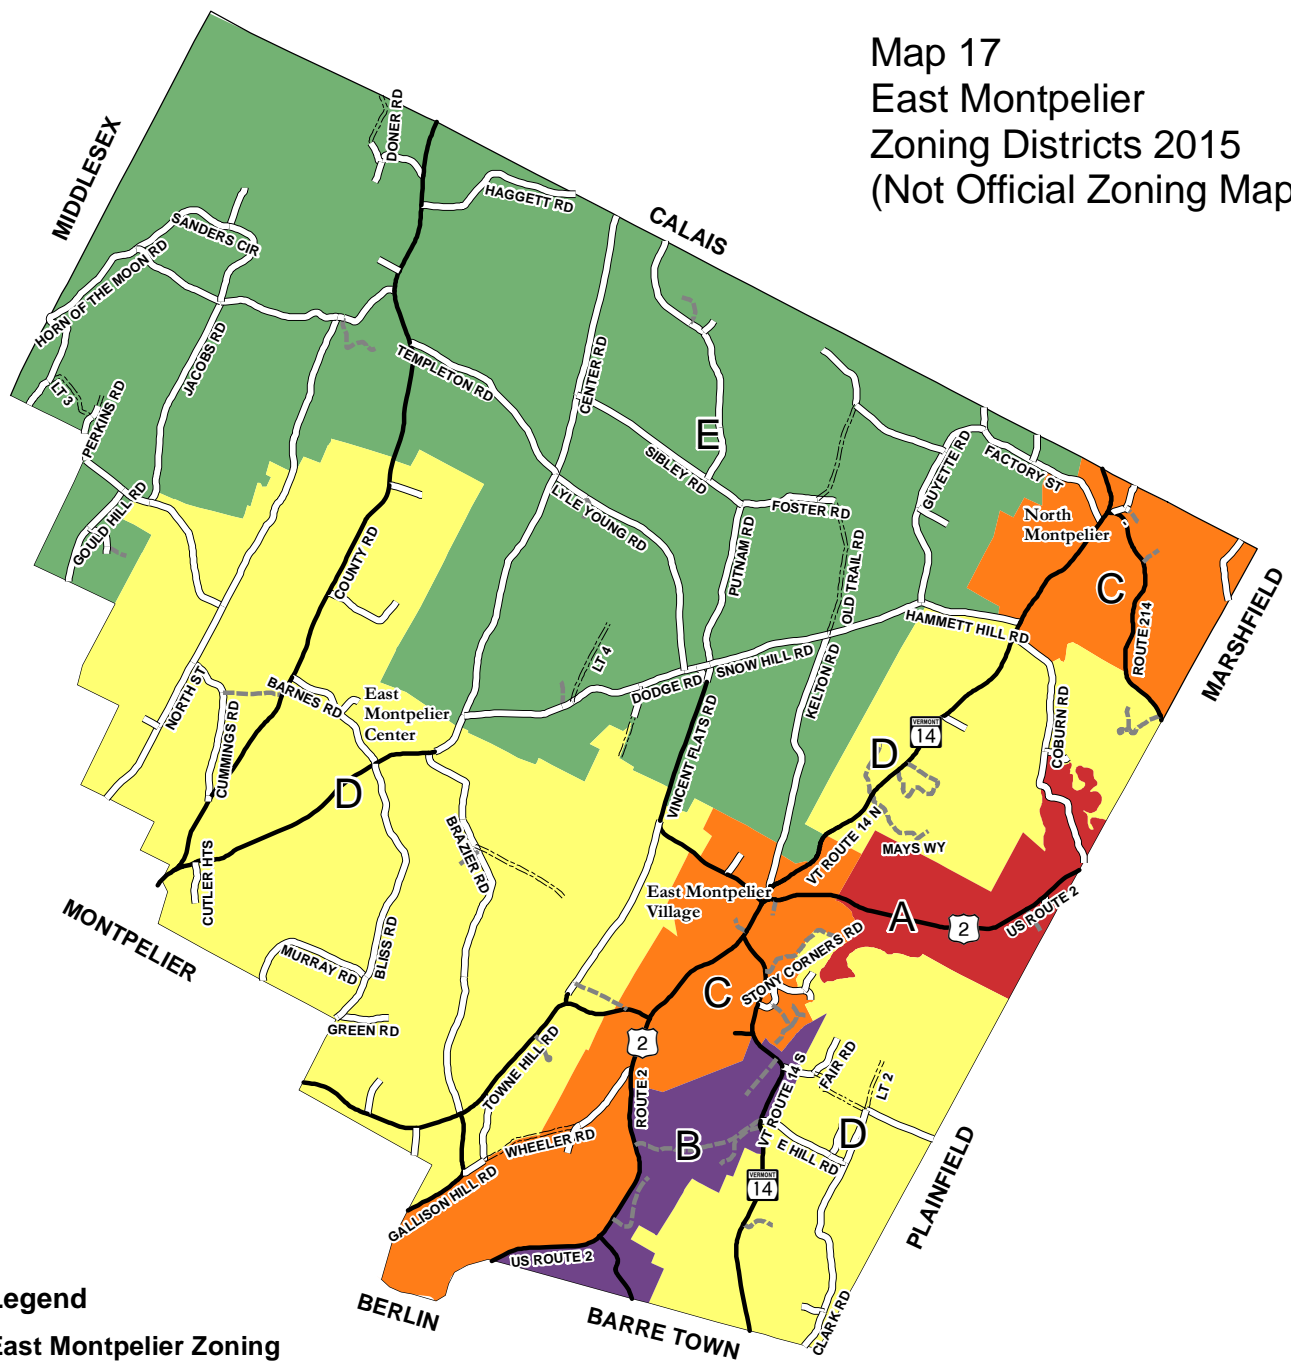 Map 17
East Montpelier
Zoning Districts 2015
(Not Official Zoning Map
MIDDLESEX
CALAIS
DONER RD
HAGGETT RD
SANDERS CIR
HORN OF THE MOON RD
JACOBS RD
LT 3
PERKINS RD
TEMPLETON RD
CENTER RD
E
SIBLEY RD
GUYETTE RD
FACTORY ST
GOULD HILL RD
LYLE YOUNG RD
FOSTER RD
North
Montpelier
COUNTY RD
PUTNAM RD
OLD TRAIL RD
C
HAMMETT HILL RD
ROUTE 214
MARSHFIELD
LT 4
SNOW HILL RD
DODGE RD
KELTON RD
NORTH ST
BARNES RD
East
Montpelier
Center
CUMMINGS RD
VINCENT FLATS RD
VERMONT
14
COBURN RD
D
D
BRAZIER RD
VT ROUTE 14 N
MAYS WY
CUTLER HTS
East Montpelier
Village
A
2
US ROUTE 2
MONTPELIER
BLISS RD
MURRAY RD
STONY CORNERS RD
C
GREEN RD
2
TOWNE HILL RD
ROUTE 2
VT ROUTE 14 S
FAIR RD
LT 2
WHEELER RD
B
D
E HILL RD
GALLISON HILL RD
VERMONT
14
PLAINFIELD
US ROUTE 2
BERLIN
BARRE TOWN
CLARK RD
Legend
East Montpelier Zoning